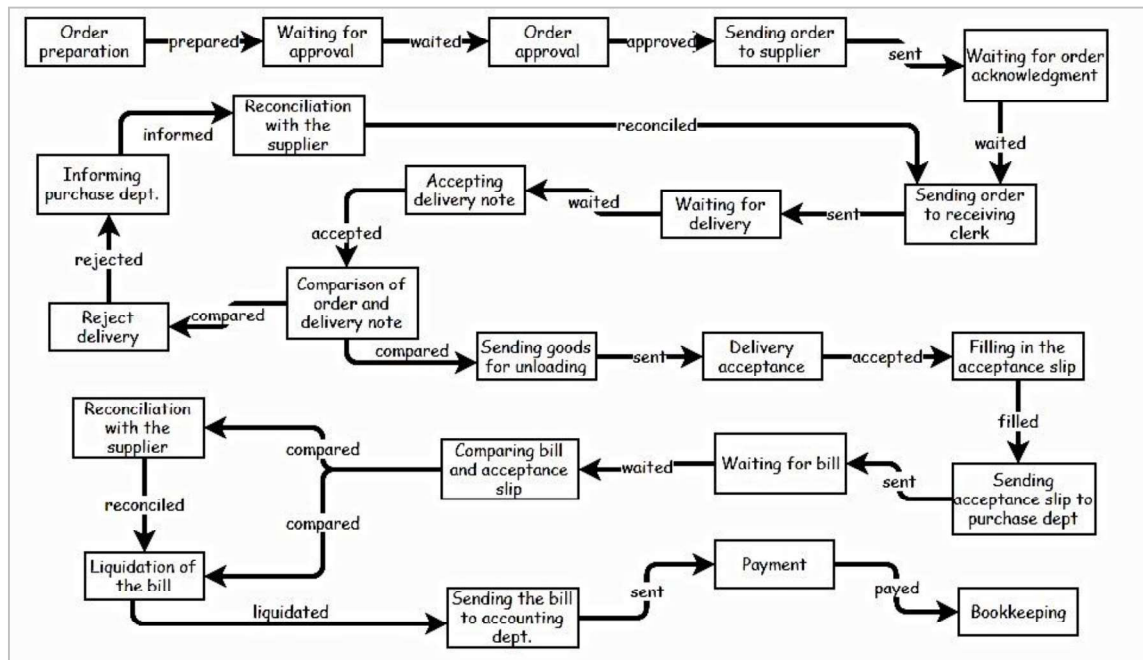 Order
preparation
prepared
Waiting for
approval
waited
Order
approval
approved
Sending order
to supplier
sent
Waiting for order
acknowledgment
waited
Reconciliation
with the
supplier
reconciled
informed
Informing
purchase dept.
Accepting
delivery note
waited
Waiting for
delivery
sent
Sending order
to receiving
clerk
accepted
rejected
Comparison of
order and
delivery note
compared
Reject
delivery
compared
Sending goods
for unloading
sent
Delivery
acceptance
accepted
Filling in the
acceptance slip
filled
Reconciliation
with the
supplier
compared
Comparing bill
and acceptance
slip
waited
Waiting for bill
sent
Sending
acceptance slip to
purchase dept
reconciled
compared
Liquidation of
the bill
liquidated
Sending the bill
to accounting
dept.
sent
Payment
payed
Bookkeeping